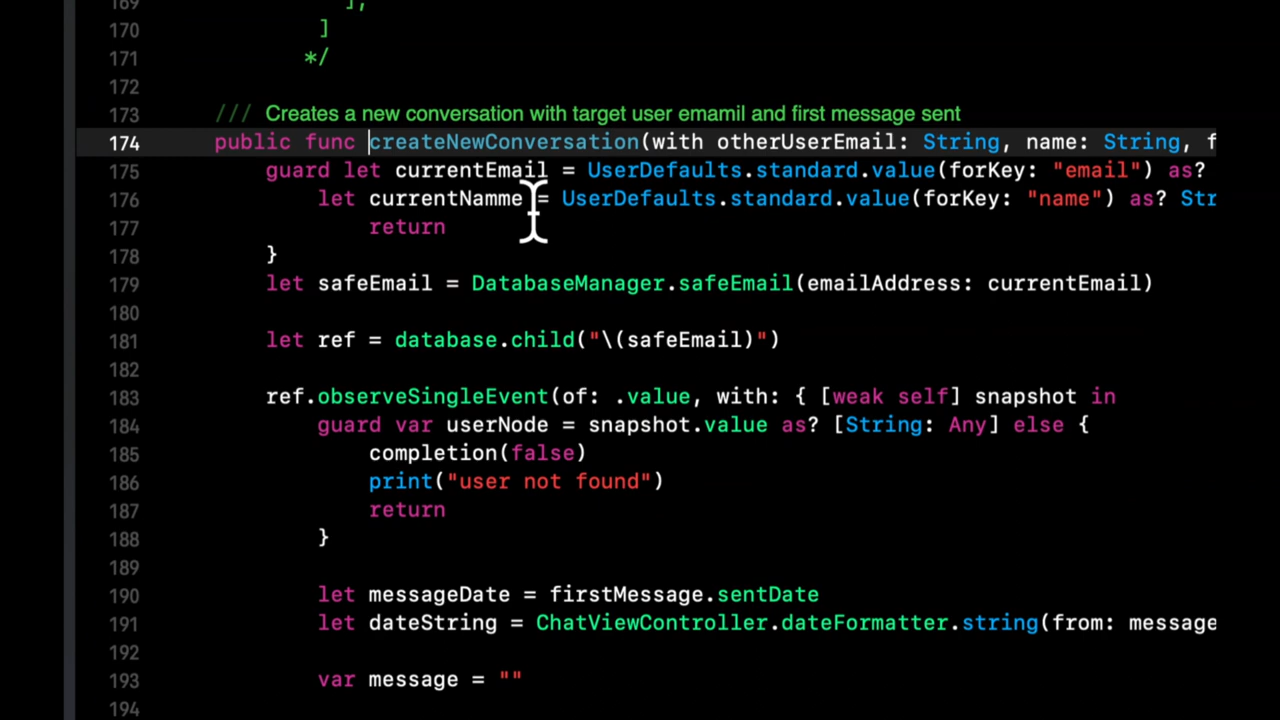 169 ],
170 ]
171 */
172
173 /// Creates a new conversation with target user emamil and first message sent
174 public func createNewConversation(with otherUserEmail: String, name: String, f
175 guard let currentEmail = UserDefaults.standard.value(forKey: "email") as?
176 let currentNamme = UserDefaults.standard.value(forKey: "name") as? Str
177 return
178 }
179 let safeEmail = DatabaseManager.safeEmail(emailAddress: currentEmail)
180
181 let ref = database.child("\(safeEmail)")
182
183 ref.observeSingleEvent(of: .value, with: { [weak self] snapshot in
184 guard var userNode = snapshot.value as? [String: Any] else {
185 completion(false)
186 print("user not found")
187 return
188 }
189
190 let messageDate = firstMessage.sentDate
191 let dateString = ChatViewController.dateFormatter.string(from: message
192
193 var message = ""
194